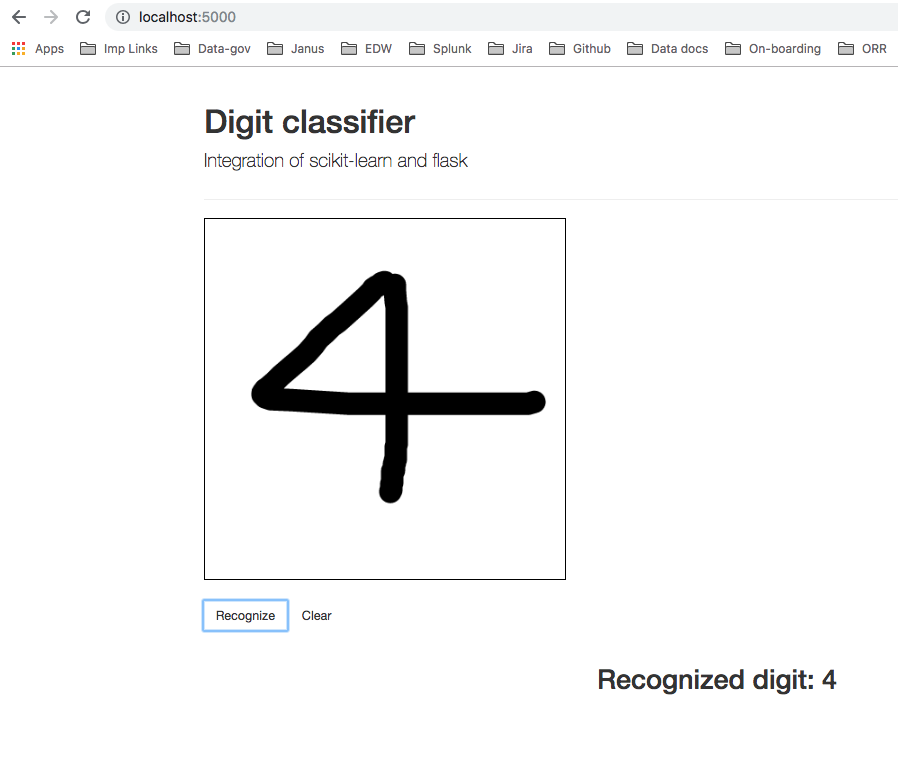 localhost:5000
Apps Imp Links Data-gov Janus EDW Splunk Jira Github Data docs On-boarding ORR
Digit classifier
Integration of scikit-learn and flask
4
Recognize Clear
Recognized digit: 4